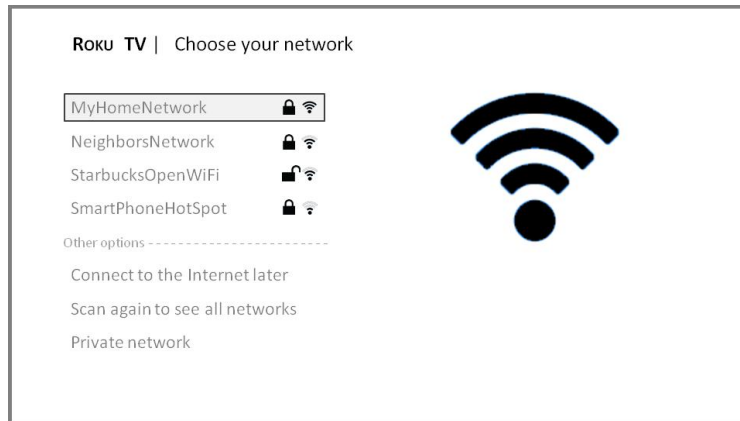 ROKU TV | Choose your network
MyHomeNetwork
NeighborsNetwork
StarbucksOpenWiFi
SmartPhoneHotSpot
Other options
Connect to the Internet later
Scan again to see all networks
Private network